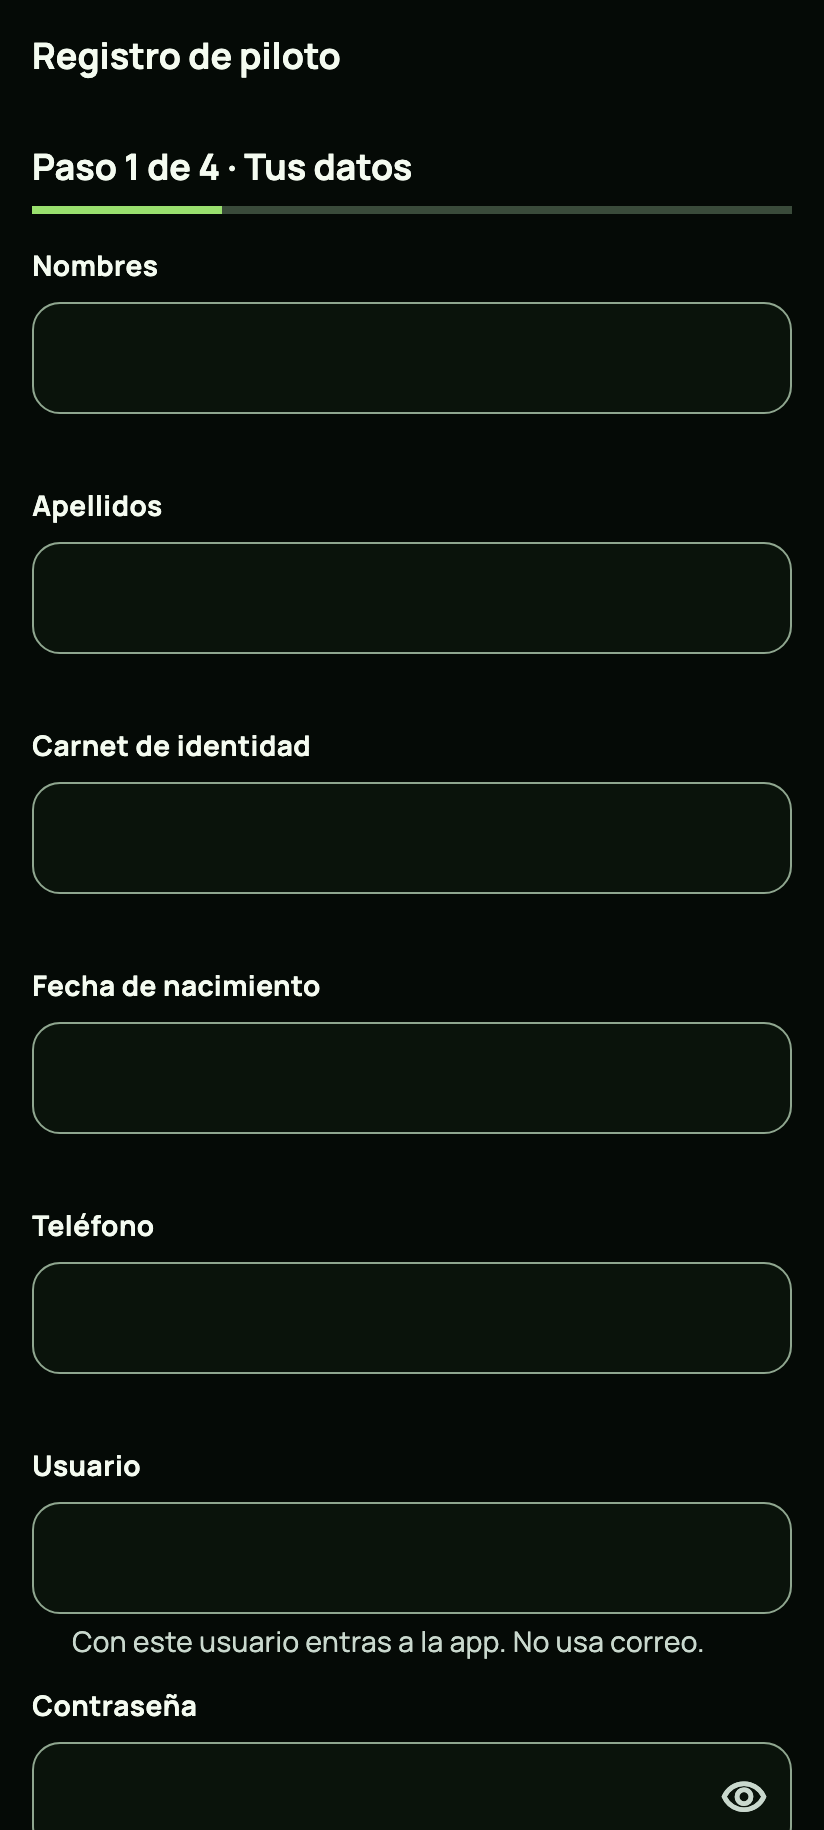 Registro de piloto
Paso 1 de 4 · Tus datos
Nombres
Apellidos
Carnet de identidad
Fecha de nacimiento
Teléfono
Usuario
Con este usuario entras a la app. No usa correo.
Contraseña